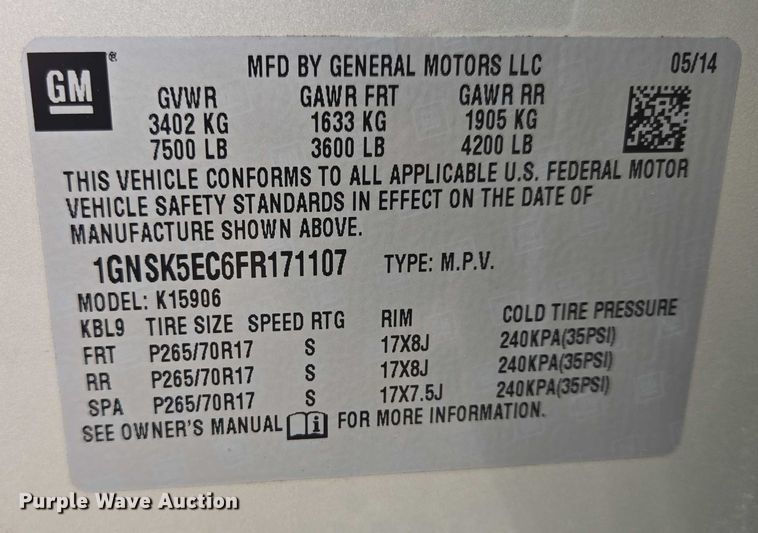 GM®
MFD BY GENERAL MOTORS LLC 05/14
GVWR GAWR FRT GAWR RR
3402 KG 1633 KG 1905 KG
7500 LB 3600 LB 4200 LB
THIS VEHICLE CONFORMS TO ALL APPLICABLE U.S. FEDERAL MOTOR
VEHICLE SAFETY STANDARDS IN EFFECT ON THE DATE OF
MANUFACTURE SHOWN ABOVE.
1GNSK5EC6FR171107 TYPE: M.P.V.
MODEL: K15906
KBL9 TIRE SIZE SPEED RTG RIM COLD TIRE PRESSURE
FRT P265/70R17 S 17X8J 240KPA(35PSI)
RR P265/70R17 S 17X8J 240KPA(35PSI)
SPA P265/70R17 S 17X7.5J 240KPA(35PSI)
SEE OWNER'S MANUAL i FOR MORE INFORMATION.
Purple Wave Auction